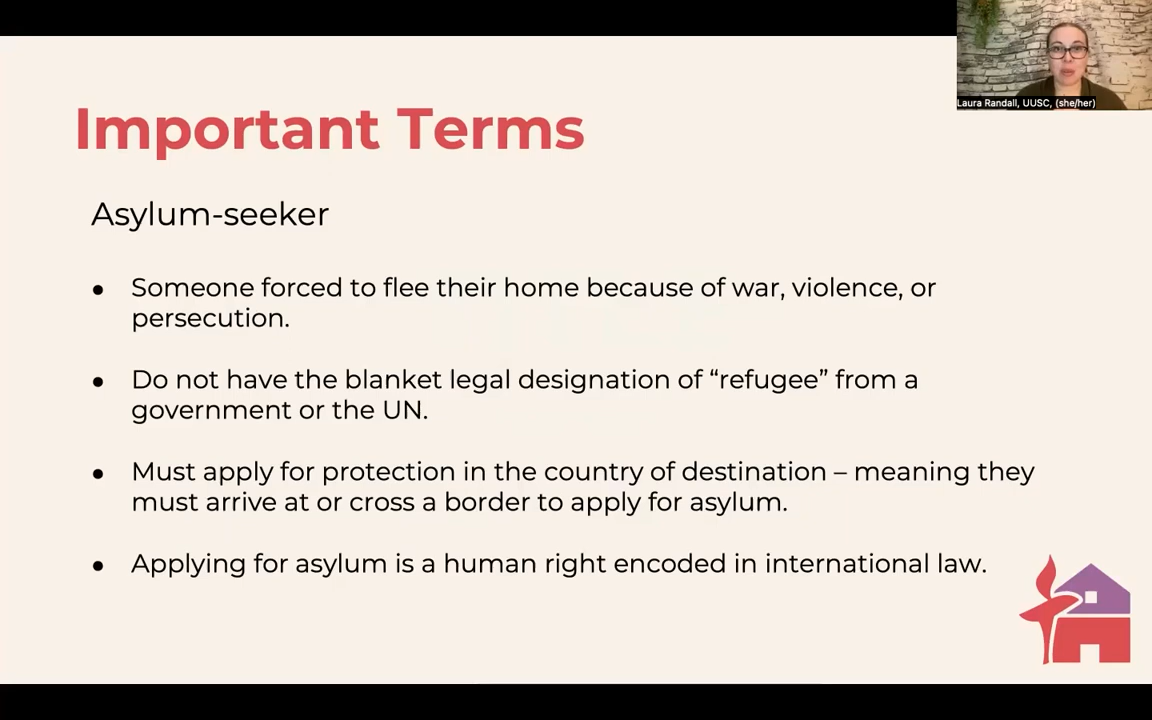 Laura Randall, UUSC, (she/her)
Important Terms
Asylum-seeker
● Someone forced to flee their home because of war, violence, or
persecution.
● Do not have the blanket legal designation of “refugee” from a
government or the UN.
● Must apply for protection in the country of destination – meaning they
must arrive at or cross a border to apply for asylum.
● Applying for asylum is a human right encoded in international law.